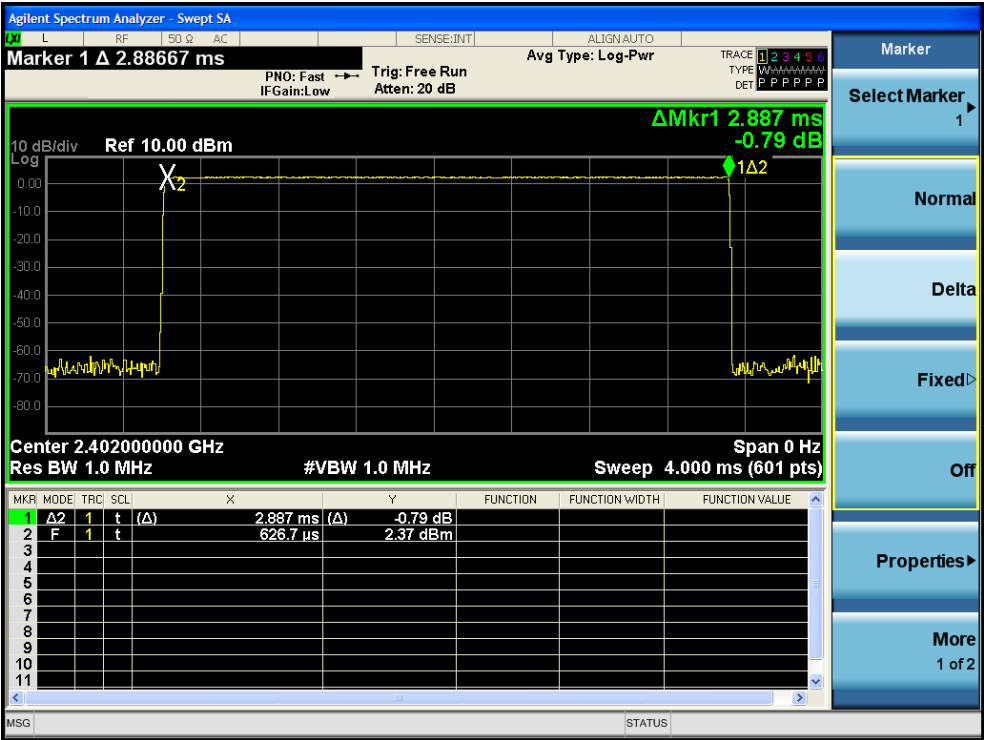 Agilent Spectrum Analyzer - Swept SA
LXI L RF 50 Ω AC SENSE:INT ALIGN AUTO
Marker 1 Δ 2.88667 ms
PNO: Fast
IFGain:Low
Trig: Free Run
Atten: 20 dB
Avg Type: Log-Pwr
TRACE 1 2 3 4 5 6
TYPE WWWWWW
DET P P P P P P
ΔMkr1 2.887 ms
-0.79 dB
10 dB/div Ref 10.00 dBm
Log
0.00
-10.0
-20.0
-30.0
-40.0
-50.0
-60.0
-70.0
-80.0
X2
1Δ2
Center 2.402000000 GHz Span 0 Hz
Res BW 1.0 MHz #VBW 1.0 MHz Sweep 4.000 ms (601 pts)
MKR MODE TRC SCL X Y FUNCTION FUNCTION WIDTH FUNCTION VALUE
1 Δ2 1 t (Δ) 2.887 ms (Δ) -0.79 dB
2 F 1 t 626.7 µs 2.37 dBm
3
4
5
6
7
8
9
10
11
MSG STATUS
Marker
Select Marker
1
Normal
Delta
Fixed
Off
Properties
More
1 of 2